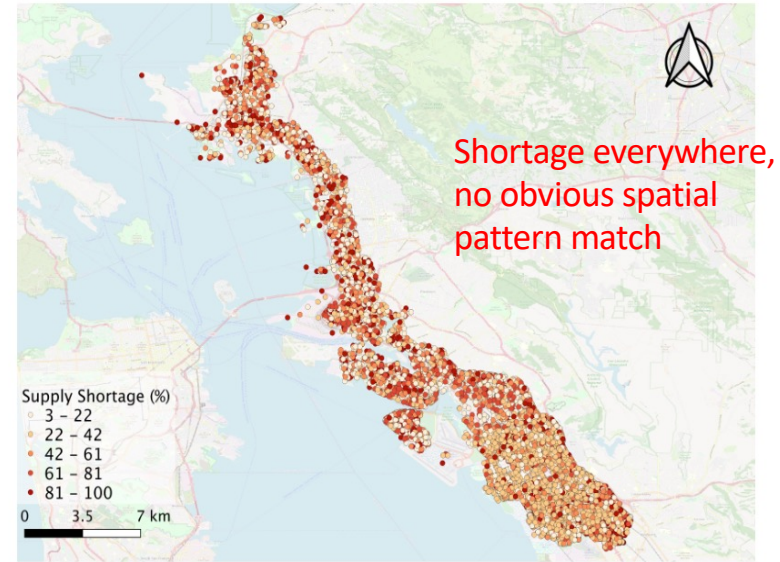 Shortage everywhere,
no obvious spatial
pattern match
Supply Shortage (%)
3 – 22
22 – 42
42 – 61
61 – 81
81 – 100
0 3.5 7 km